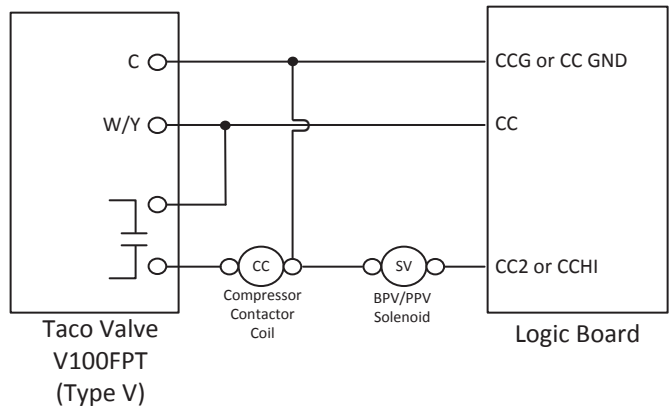 C
CCG or CC GND
W/Y
CC
CC
SV
CC2 or CCHI
Compressor
Contactor
Coil
BPV/PPV
Solenoid
Taco Valve
V100FPT
(Type V)
Logic Board